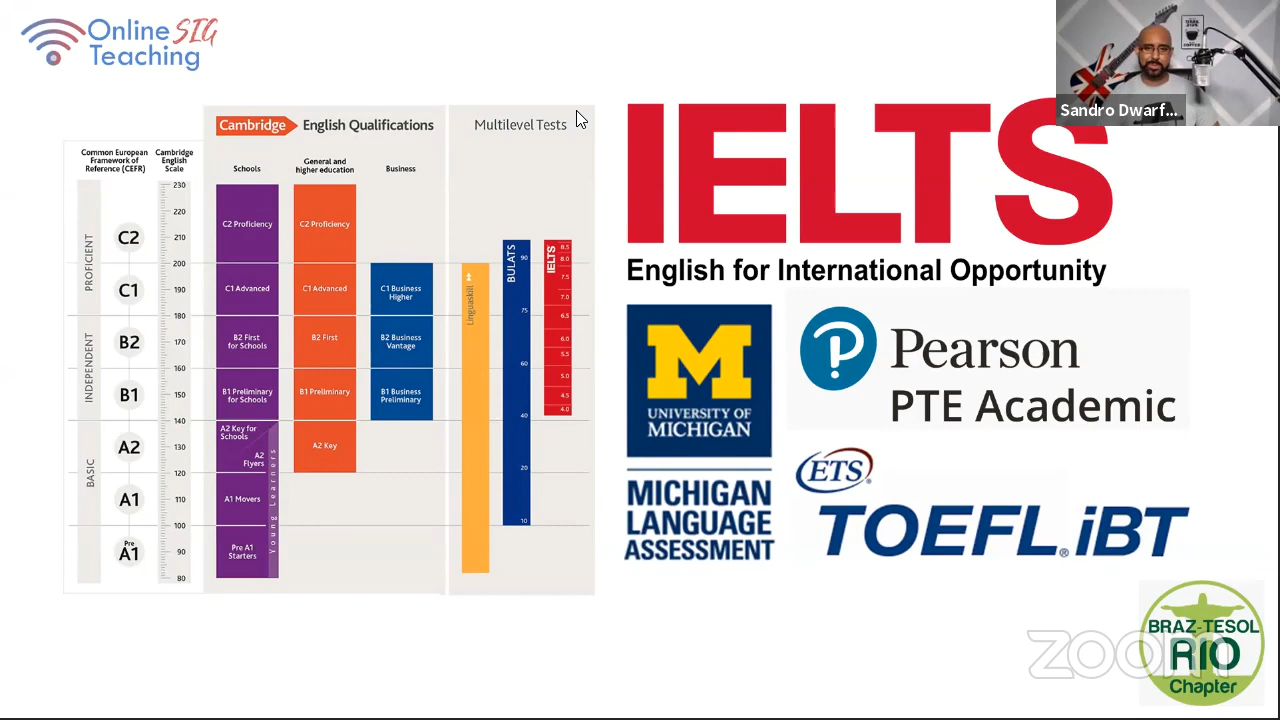 Online SIG
Teaching
Sandro Dwarf...
Cambridge English Qualifications
Multilevel Tests
Common European
Framework of
Reference (CEFR)
Cambridge
English
Scale
Schools
General and
higher education
Business
230
220
210
200
190
180
170
160
150
140
130
120
110
100
90
80
PROFICIENT
INDEPENDENT
BASIC
C2
C1
B2
B1
A2
A1
Pre
A1
C2 Proficiency
C1 Advanced
B2 First
for Schools
B1 Preliminary
for Schools
A2 Key for
Schools
A2
Flyers
A1 Movers
Pre A1
Starters
Young Learners
C2 Proficiency
C1 Advanced
B2 First
B1 Preliminary
A2 Key
C1 Business
Higher
B2 Business
Vantage
B1 Business
Preliminary
Linguaskill
BULATS
90
75
60
40
20
10
IELTS
8.5
8.0
7.5
7.0
6.5
6.0
5.5
5.0
4.5
4.0
IELTS
English for International Opportunity
M
UNIVERSITY OF
MICHIGAN
MICHIGAN
LANGUAGE
ASSESSMENT
Pearson
PTE Academic
ETS
TOEFL® iBT
BRAZ-TESOL
RIO
Chapter
zoom